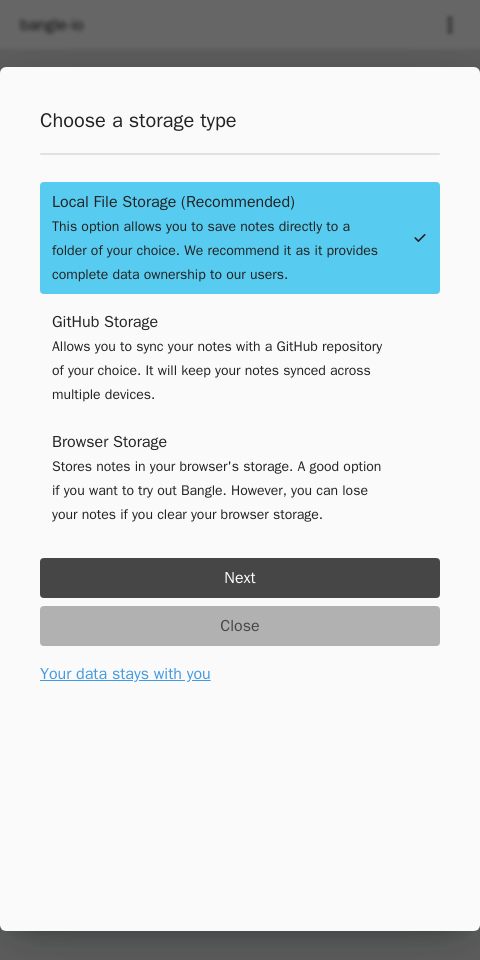 bangle-io
Choose a storage type
Local File Storage (Recommended)
This option allows you to save notes directly to a
folder of your choice. We recommend it as it provides
complete data ownership to our users.
GitHub Storage
Allows you to sync your notes with a GitHub repository
of your choice. It will keep your notes synced across
multiple devices.
Browser Storage
Stores notes in your browser's storage. A good option
if you want to try out Bangle. However, you can lose
your notes if you clear your browser storage.
Next
Close
Your data stays with you